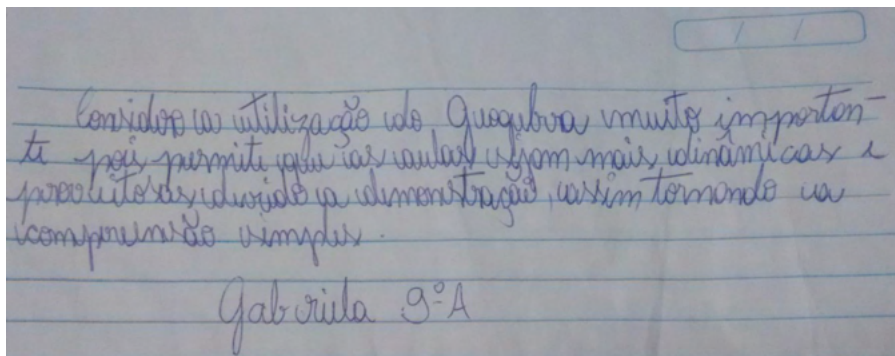 Considero a utilização do Geogebra muito importan-
te pois permite que as aulas sejam mais dinâmicas e
proveitosas devido a demonstração, assim tornando a
compreensão simples.
Gabriela 9º A